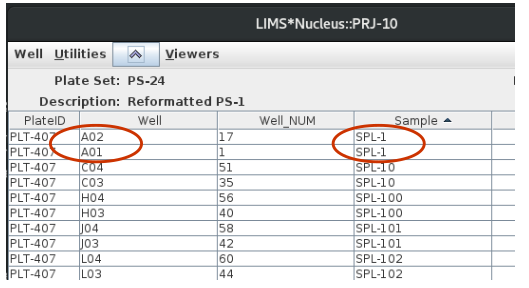 LIMS*Nucleus::PRJ-10
Well Utilities Viewers
Plate Set: PS-24
Description: Reformatted PS-1
PlateID Well Well_NUM Sample
PLT-407 A02 17 SPL-1
PLT-407 A01 1 SPL-1
PLT-407 C04 51 SPL-10
PLT-407 C03 35 SPL-10
PLT-407 H04 56 SPL-100
PLT-407 H03 40 SPL-100
PLT-407 J04 58 SPL-101
PLT-407 J03 42 SPL-101
PLT-407 L04 60 SPL-102
PLT-407 L03 44 SPL-102